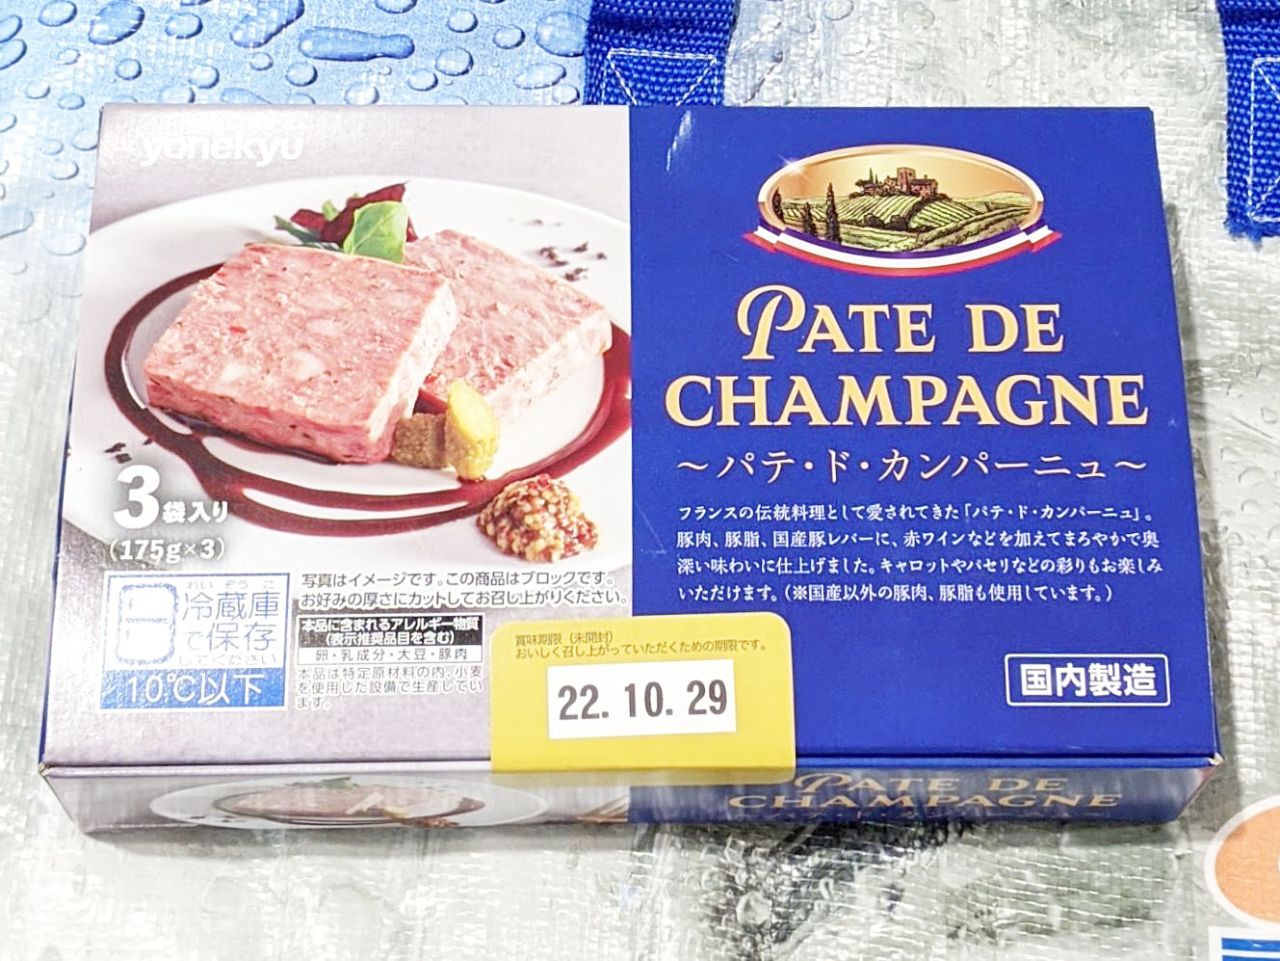 yonekyu
PATE DE
CHAMPAGNE
～パテ・ド・カンパーニュ～
フランスの伝統料理として愛されてきた「パテ・ド・カンパーニュ」。
豚肉、豚脂、国産豚レバーに、赤ワインなどを加えてまろやかで奥
深い味わいに仕上げました。キャロットやパセリなどの彩りもお楽しみ
いただけます。(※国産以外の豚肉、豚脂も使用しています。)
国内製造
3袋入り
(175g×3)
れいぞうこ
冷蔵庫
で保存
してください
10℃以下
写真はイメージです。この商品はブロックです。
お好みの厚さにカットしてお召し上がりください。
本品に含まれるアレルギー物質
(表示推奨品目を含む)
卵・乳成分・大豆・豚肉
本品は特定原材料の内、小麦
を使用した設備で生産してい
ます。
賞味期限(未開封)
おいしく召し上がっていただくための期限です。
22.10.29
PATE DE
CHAMPAGNE